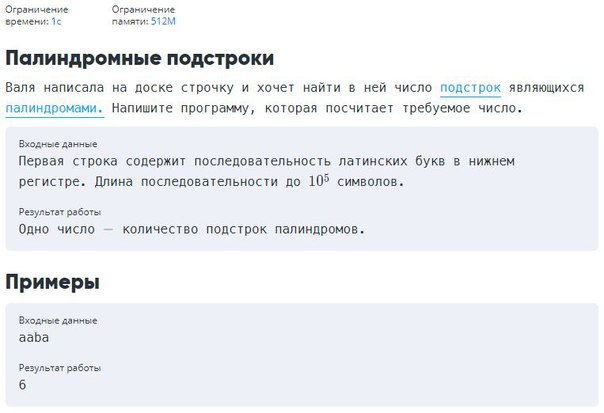 Ограничение Ограничение
времени: 1с памяти: 512M
Палиндромные подстроки
Валя написала на доске строчку и хочет найти в ней число подстрок являющихся
палиндромами. Напишите программу, которая посчитает требуемое число.
Входные данные
Первая строка содержит последовательность латинских букв в нижнем
регистре. Длина последовательности до 10⁵ символов.
Результат работы
Одно число — количество подстрок палиндромов.
Примеры
Входные данные
aaba
Результат работы
6